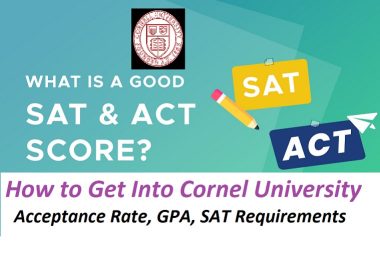 WHAT IS A GOOD
SAT & ACT
SCORE?
SAT
ACT
How to Get Into Cornel University
Acceptance Rate, GPA, SAT Requirements